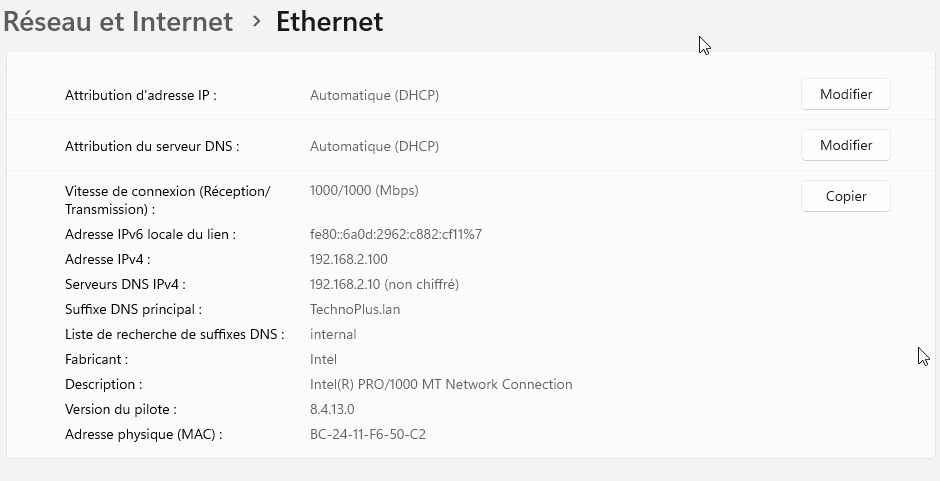 Réseau et Internet > Ethernet
Attribution d'adresse IP : Automatique (DHCP) Modifier
Attribution du serveur DNS : Automatique (DHCP) Modifier
Vitesse de connexion (Réception/ 1000/1000 (Mbps) Copier
Transmission) :
Adresse IPv6 locale du lien : fe80::6a0d:2962:c882:cf11%7
Adresse IPv4 : 192.168.2.100
Serveurs DNS IPv4 : 192.168.2.10 (non chiffré)
Suffixe DNS principal : TechnoPlus.lan
Liste de recherche de suffixes DNS : internal
Fabricant : Intel
Description : Intel(R) PRO/1000 MT Network Connection
Version du pilote : 8.4.13.0
Adresse physique (MAC) : BC-24-11-F6-50-C2